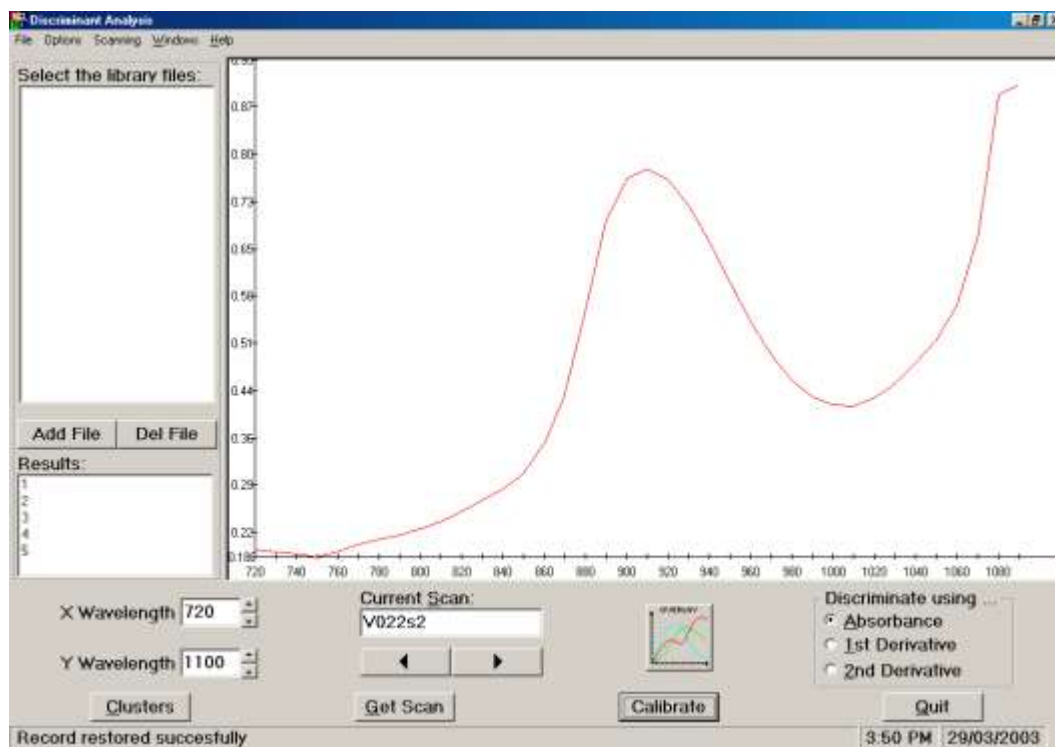 Discriminant Analysis
File Options Scanning Windows Help
Select the library files:
Add File Del File
Results:
1
2
3
4
5
0.87
0.80
0.73
0.65
0.58
0.51
0.44
0.36
0.29
0.22
720 740 760 780 800 820 840 860 880 900 920 940 960 980 1000 1020 1040 1060 1080
X Wavelength 720
Y Wavelength 1100
Current Scan:
V022s2
Discriminate using ...
Absorbance
1st Derivative
2nd Derivative
Clusters Get Scan Calibrate Quit
Record restored succesfully 3:50 PM 29/03/2003